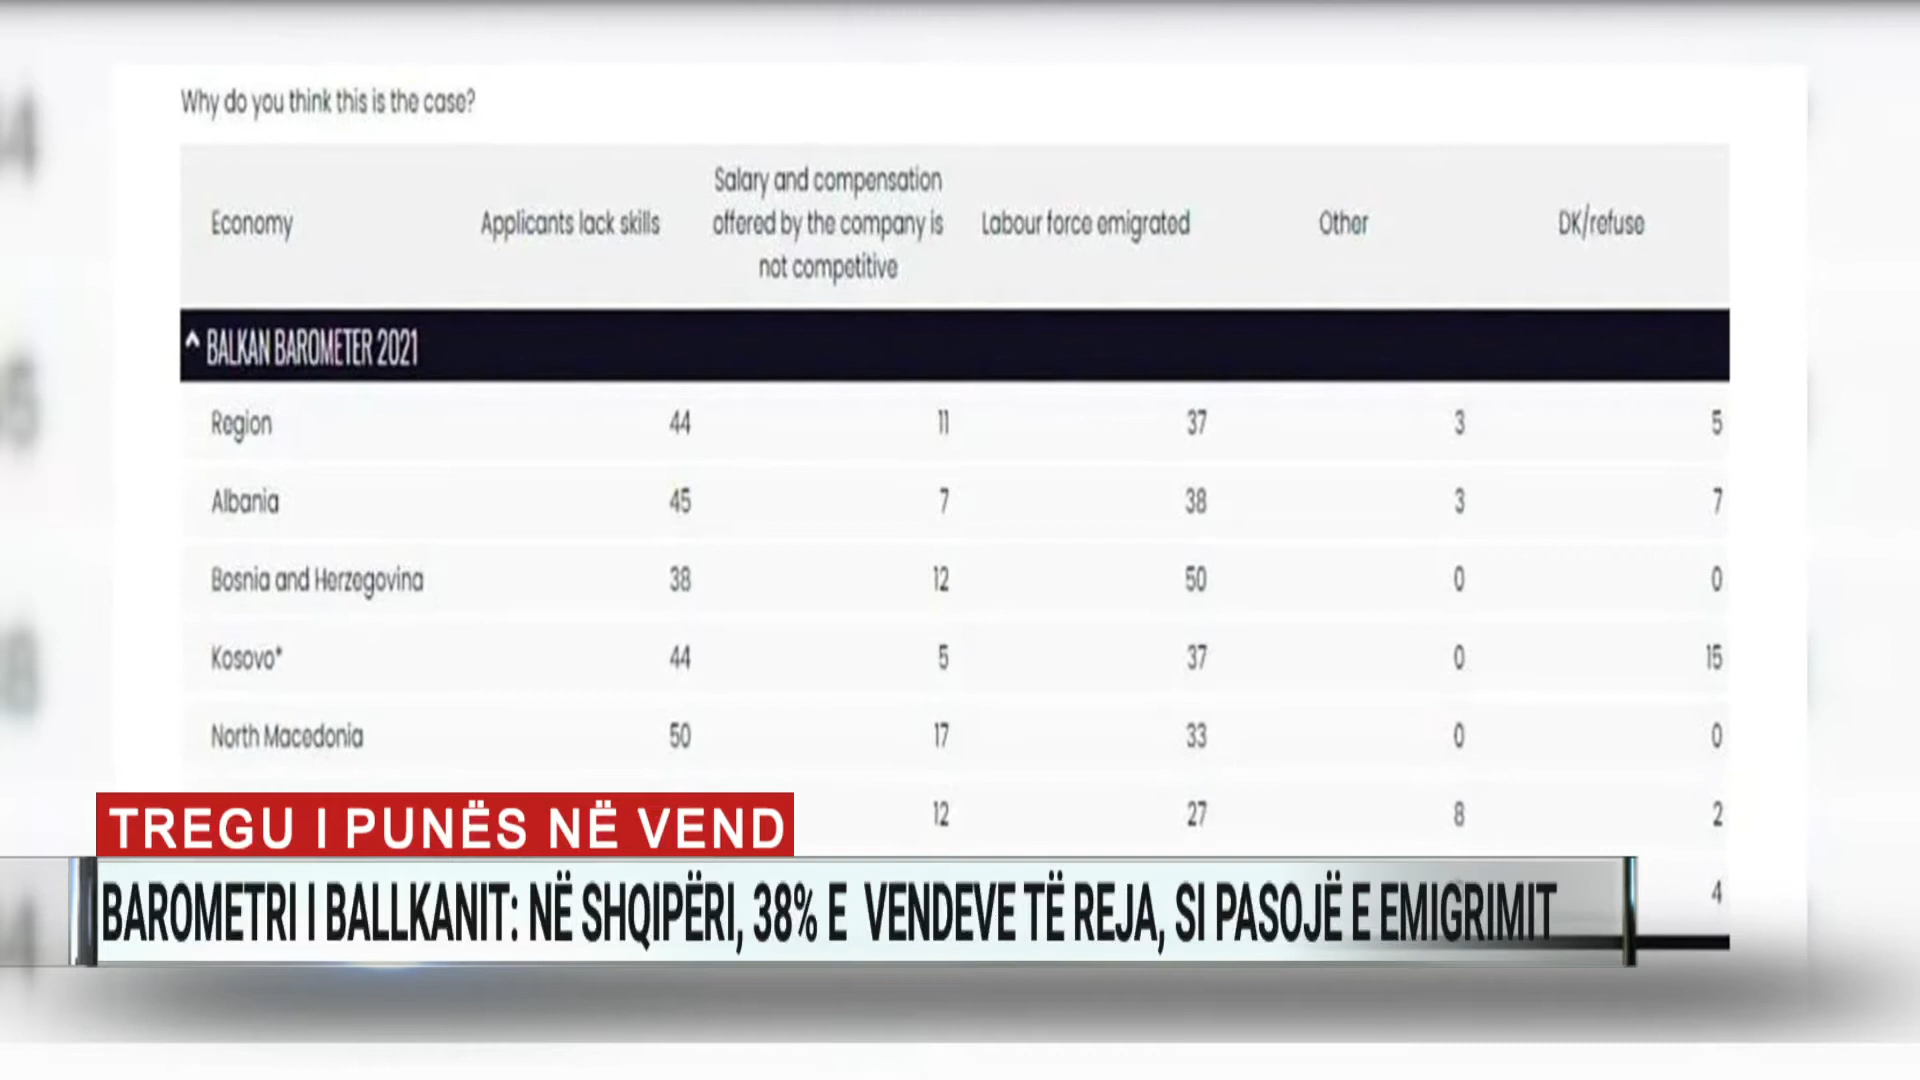 Why do you think this is the case?
Economy Applicants lack skills Salary and compensation offered by the company is not competitive Labour force emigrated Other DK/refuse
BALKAN BAROMETER 2021
Region 44 11 37 3 5
Albania 45 7 38 3 7
Bosnia and Herzegovina 38 12 50 0 0
Kosovo* 44 5 37 0 15
North Macedonia 50 17 33 0 0
12 27 8 2
4
TREGU I PUNËS NË VEND
BAROMETRI I BALLKANIT: NË SHQIPËRI, 38% E VENDEVE TË REJA, SI PASOJË E EMIGRIMIT